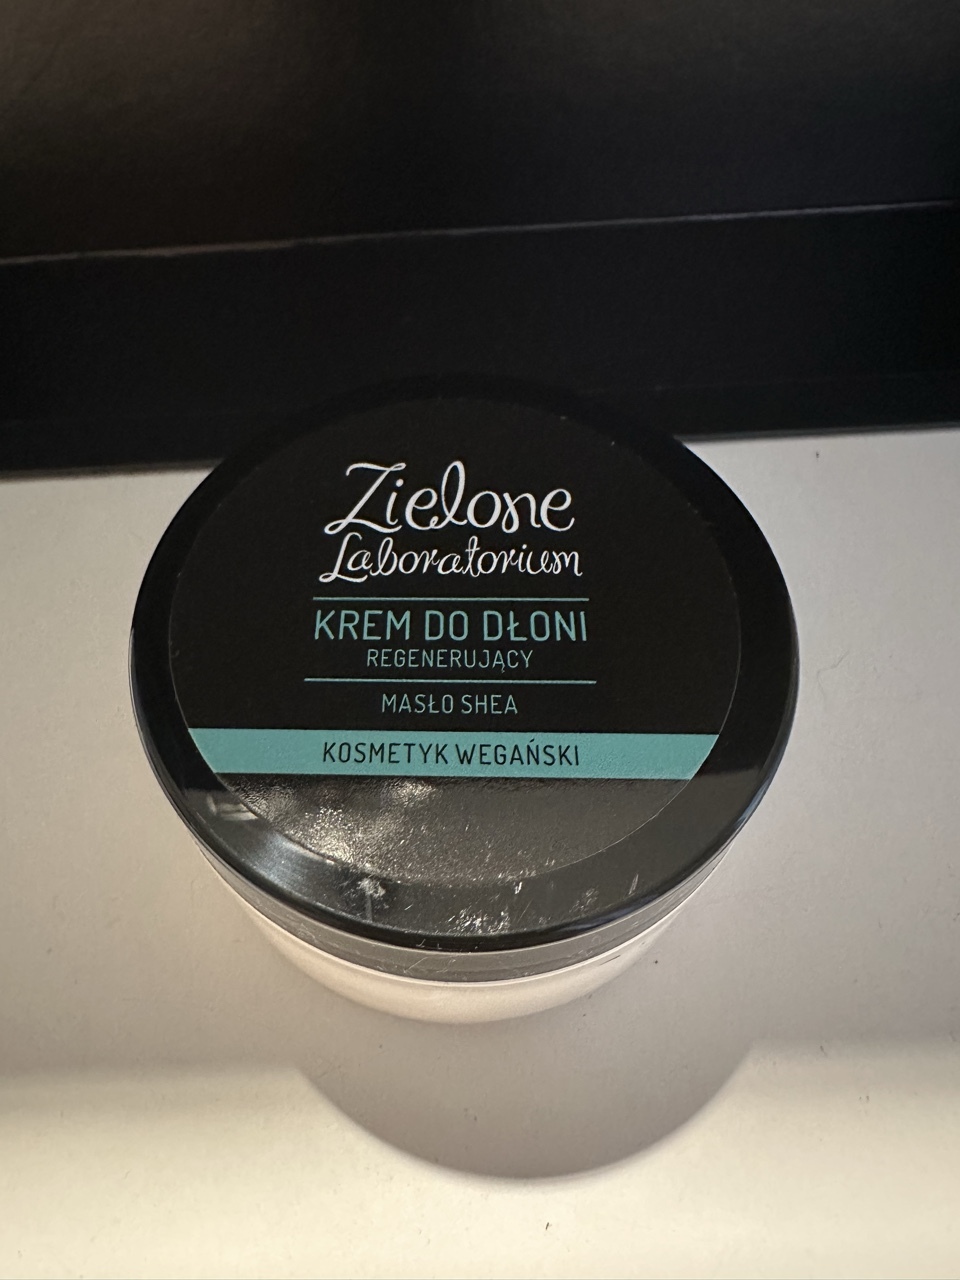 Zielone
Laboratorium
KREM DO DŁONI
REGENERUJĄCY
MASŁO SHEA
KOSMETYK WEGAŃSKI